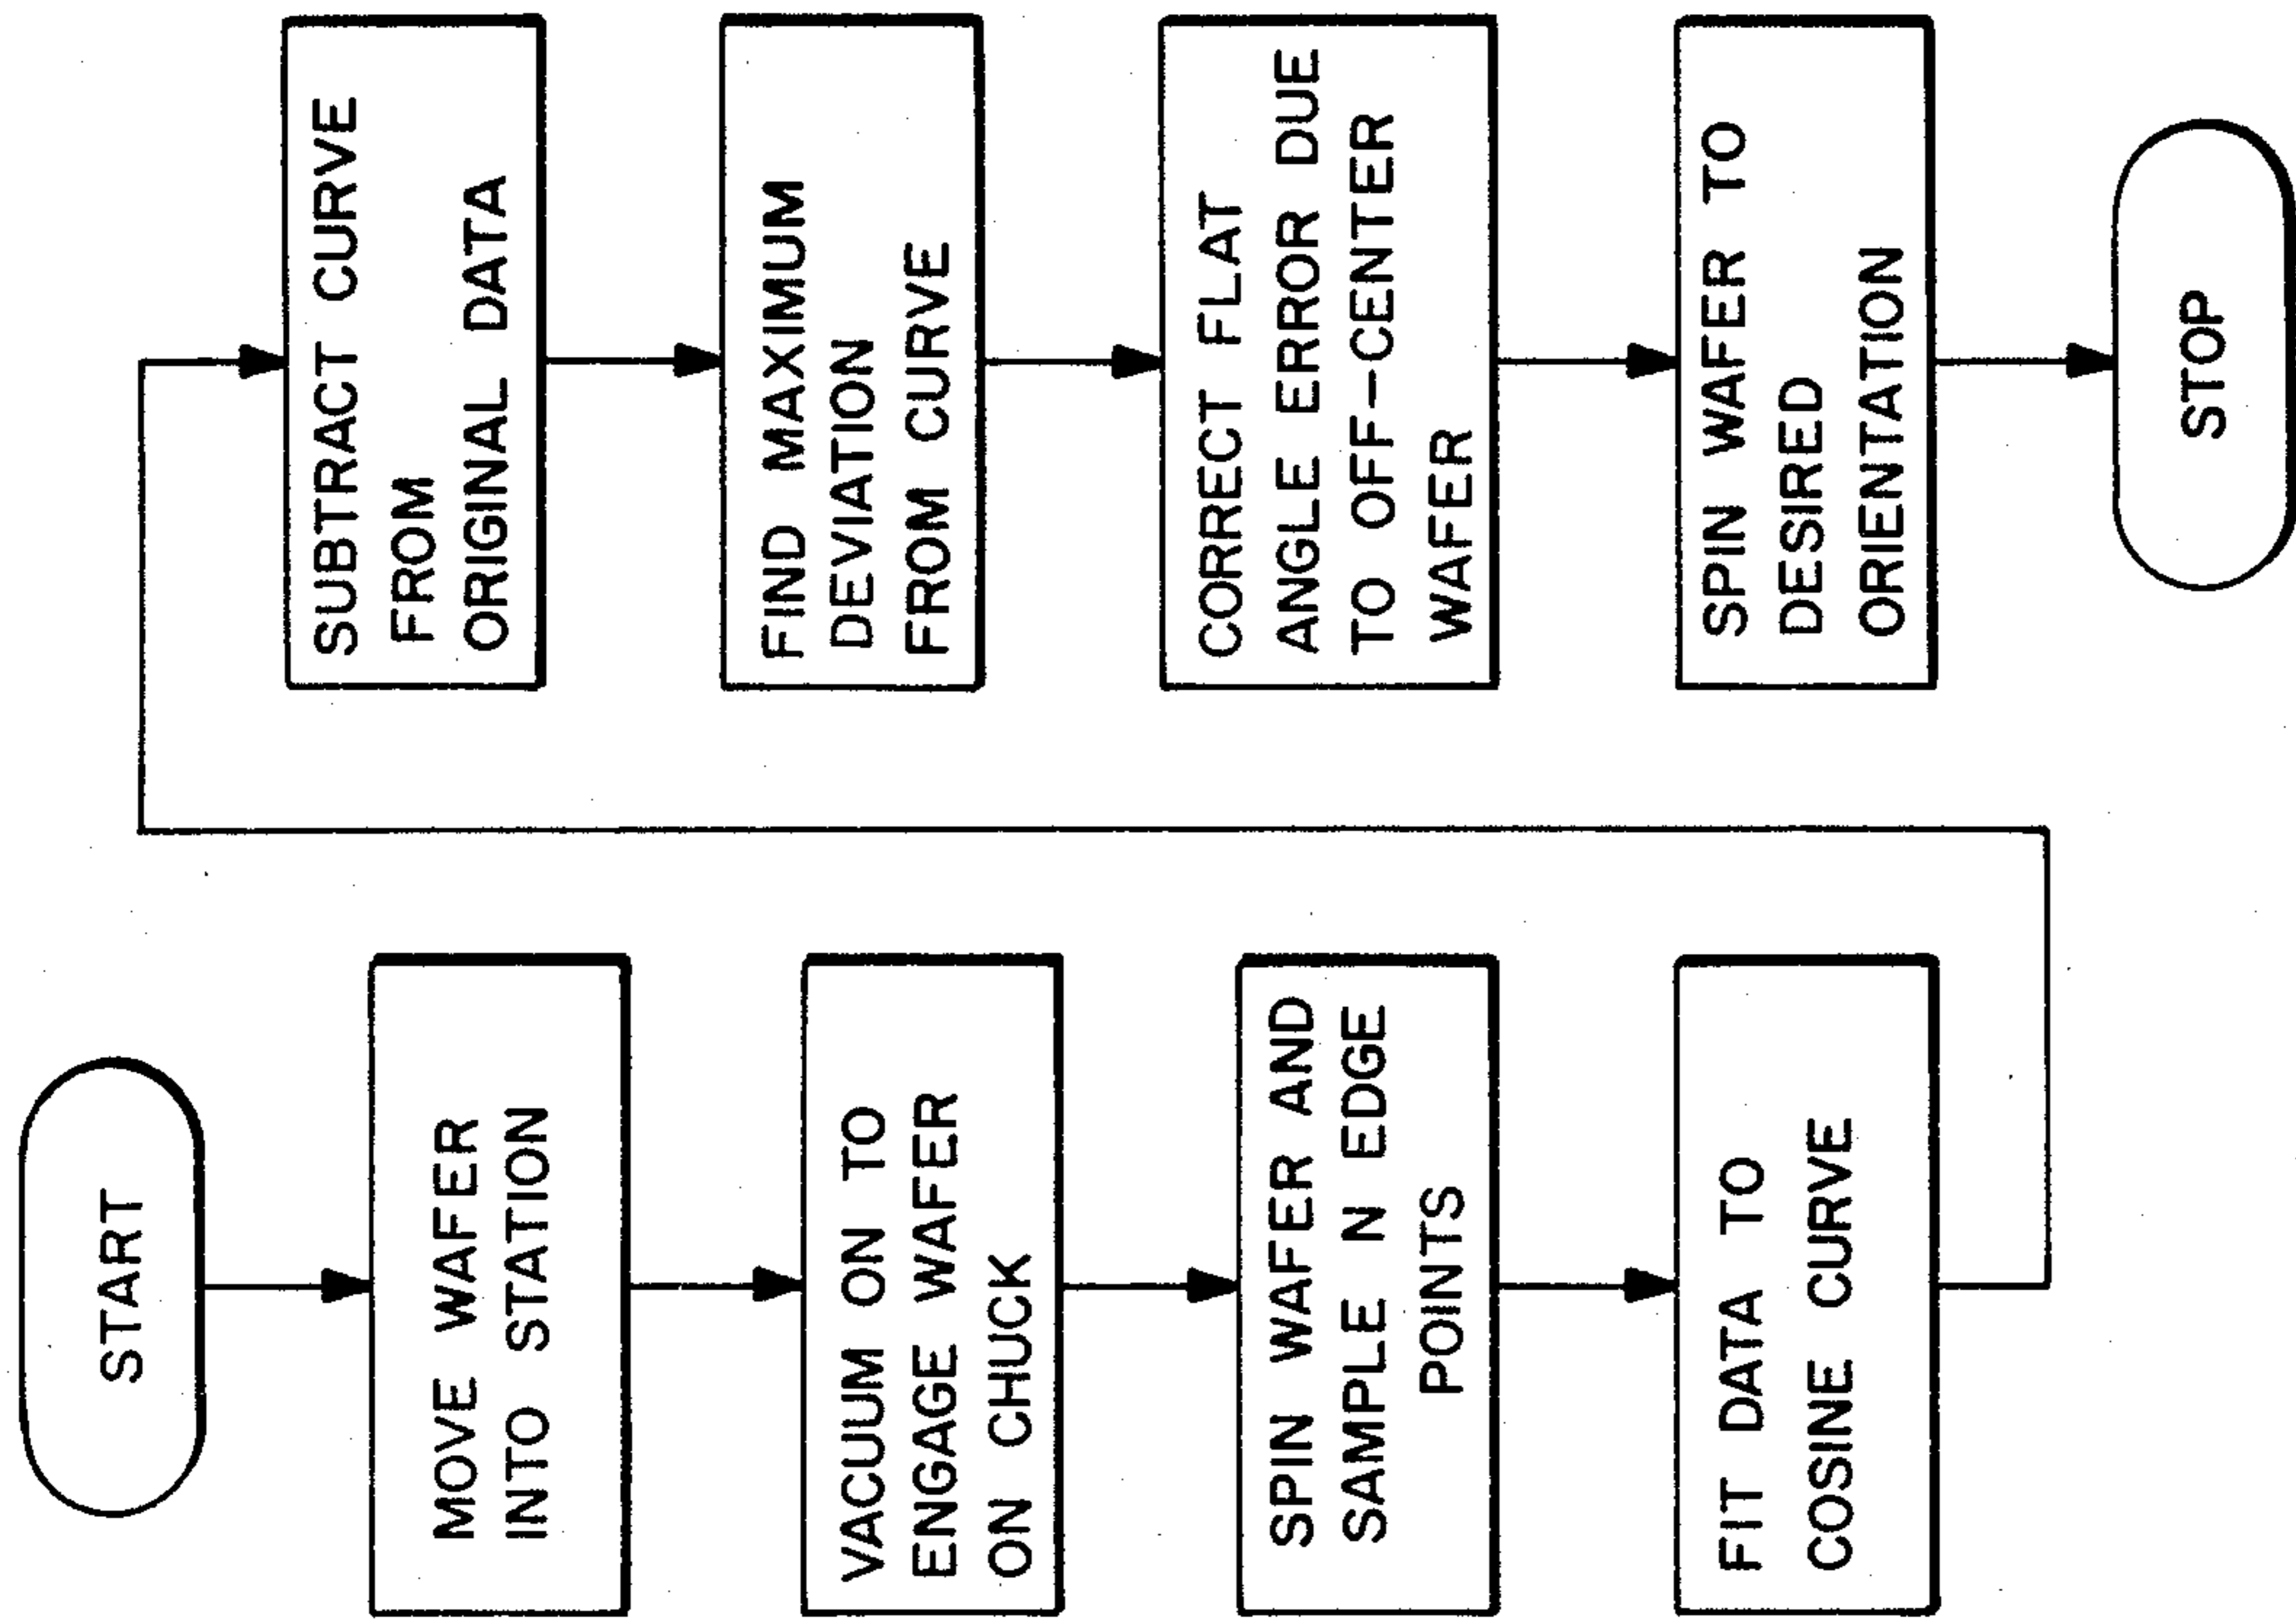 START
MOVE WAFER
INTO STATION
VACUUM ON TO
ENGAGE WAFER
ON CHUCK
SPIN WAFER AND
SAMPLE N EDGE
POINTS
FIT DATA TO
COSINE CURVE
SUBTRACT CURVE
FROM
ORIGINAL DATA
FIND MAXIMUM
DEVIATION
FROM CURVE
CORRECT FLAT
ANGLE ERROR DUE
TO OFF-CENTER
WAFER
SPIN WAFER TO
DESIRED
ORIENTATION
STOP